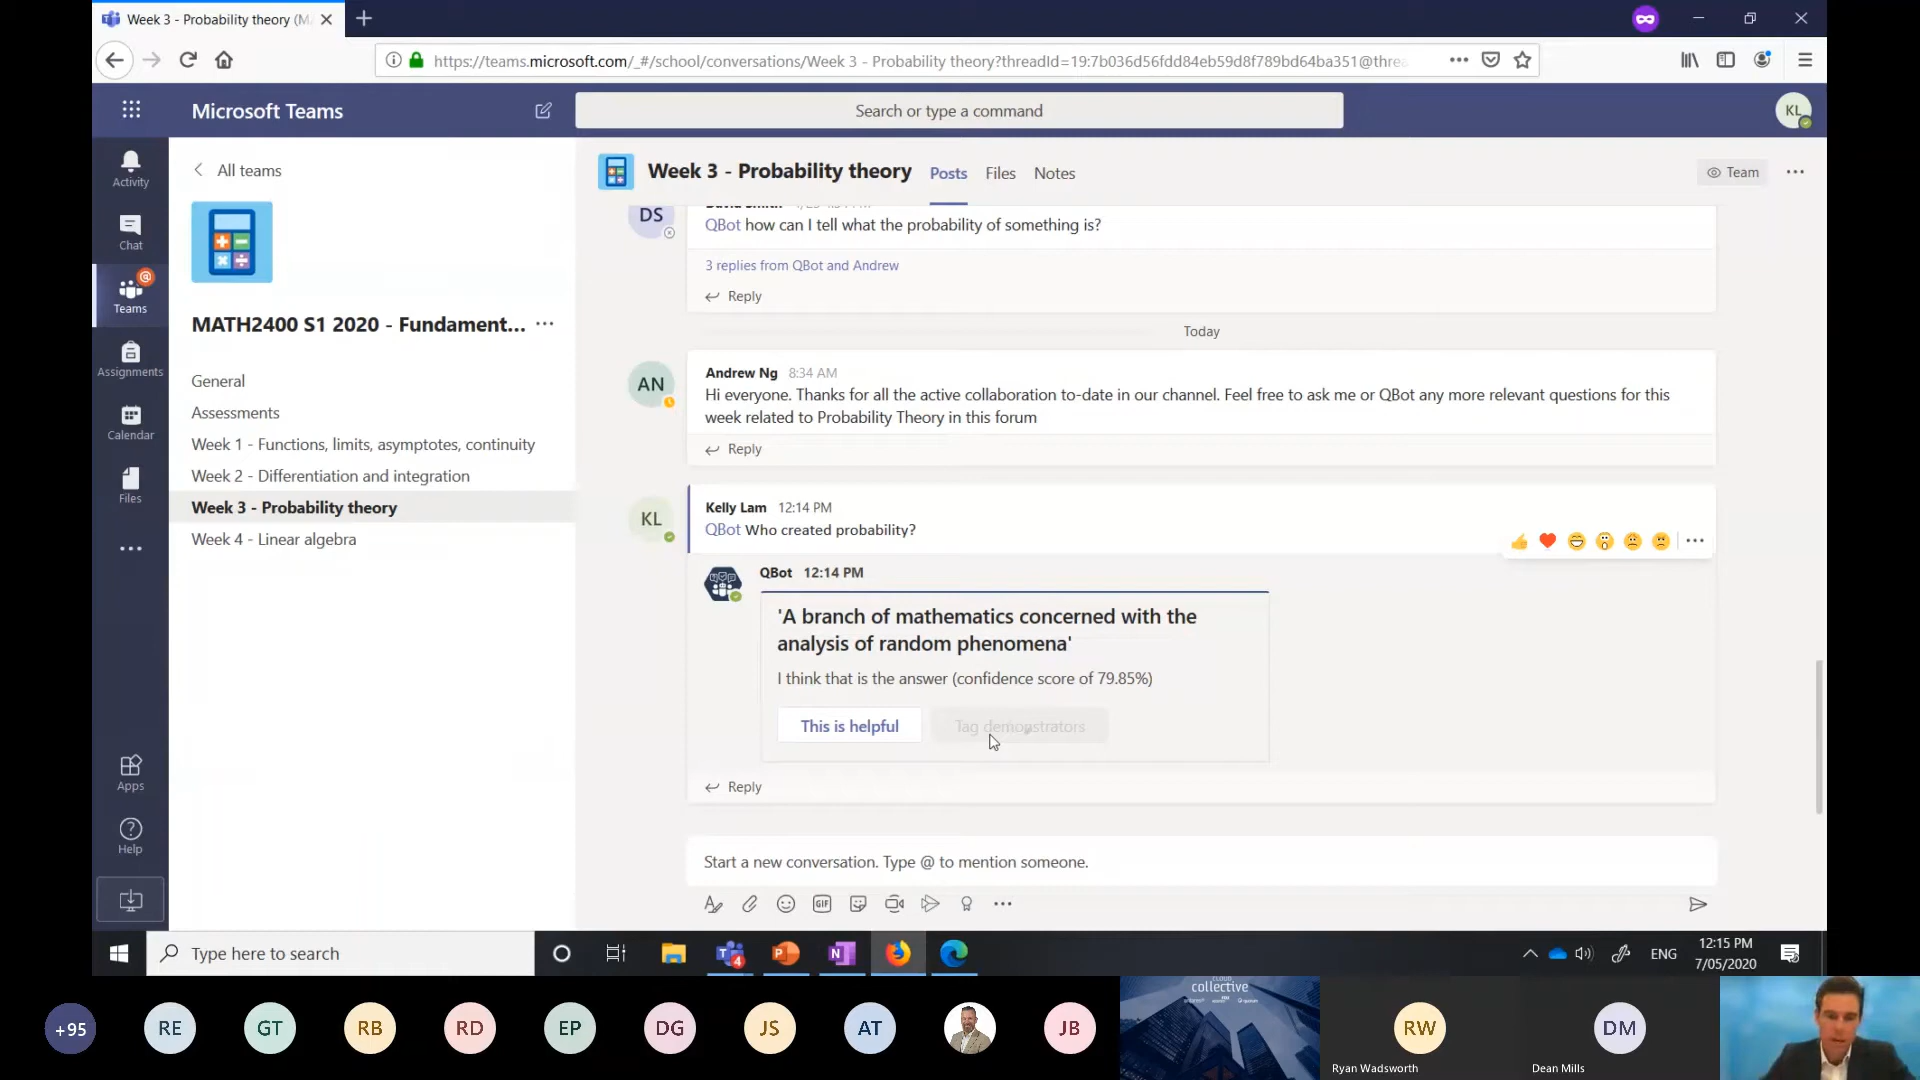 Week 3 - Probability theory (M
https://teams.microsoft.com/_#/school/conversations/Week 3 - Probability theory?threadId=19:7b036d56fdd84eb59d8f789bd64ba351@threa
Microsoft Teams
Search or type a command
KL
Activity
Chat
Teams
Assignments
Calendar
Files
Apps
Help
All teams
MATH2400 S1 2020 - Fundament...
General
Assessments
Week 1 - Functions, limits, asymptotes, continuity
Week 2 - Differentiation and integration
Week 3 - Probability theory
Week 4 - Linear algebra
Week 3 - Probability theory
Posts
Files
Notes
Team
DS
QBot how can I tell what the probability of something is?
3 replies from QBot and Andrew
Reply
Today
AN
Andrew Ng 8:34 AM
Hi everyone. Thanks for all the active collaboration to-date in our channel. Feel free to ask me or QBot any more relevant questions for this
week related to Probability Theory in this forum
Reply
KL
Kelly Lam 12:14 PM
QBot Who created probability?
QBot 12:14 PM
'A branch of mathematics concerned with the
analysis of random phenomena'
I think that is the answer (confidence score of 79.85%)
This is helpful
Tag demonstrators
Reply
Start a new conversation. Type @ to mention someone.
GIF
Type here to search
4
ENG
12:15 PM
7/05/2020
+95
RE
GT
RB
RD
EP
DG
JS
AT
JB
collective
RW
Ryan Wadsworth
DM
Dean Mills